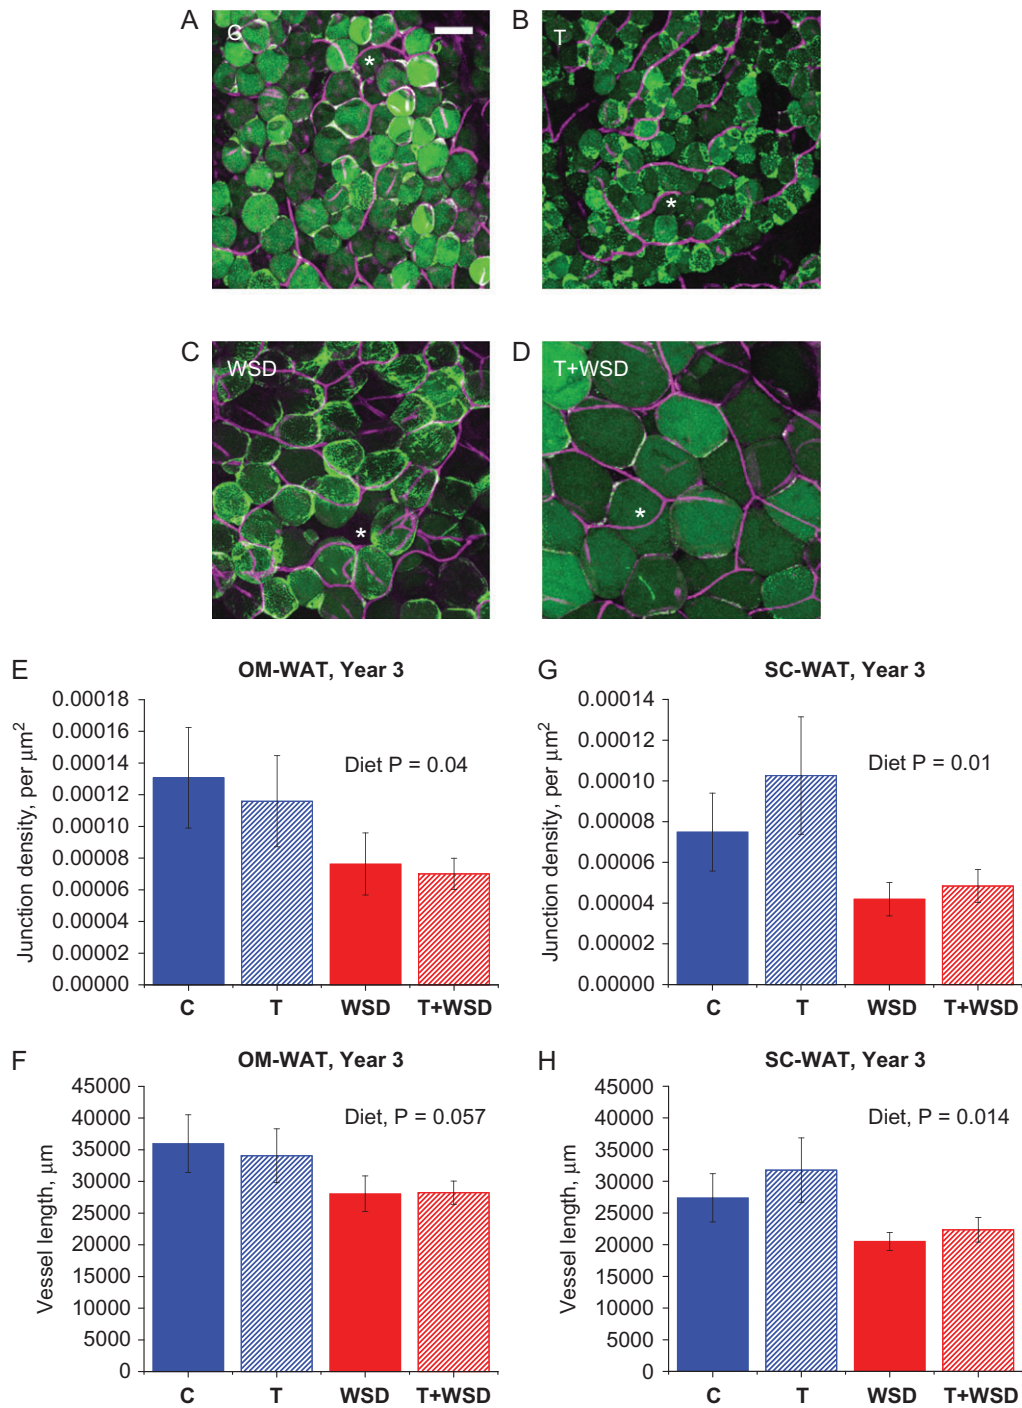 A
C
*
B
T
*
C
WSD
*
D
T+WSD
*
E
OM-WAT, Year 3
Junction density, per μm²
0.00018
0.00016
0.00014
0.00012
0.00010
0.00008
0.00006
0.00004
0.00002
0.00000
Diet P = 0.04
C T WSD T+WSD
G
SC-WAT, Year 3
Junction density, per μm²
0.00014
0.00012
0.00010
0.00008
0.00006
0.00004
0.00002
0.00000
Diet P = 0.01
C T WSD T+WSD
F
OM-WAT, Year 3
Vessel length, μm
45000
40000
35000
30000
25000
20000
15000
10000
5000
0
Diet, P = 0.057
C T WSD T+WSD
H
SC-WAT, Year 3
Vessel length, μm
45000
40000
35000
30000
25000
20000
15000
10000
5000
0
Diet, P = 0.014
C T WSD T+WSD